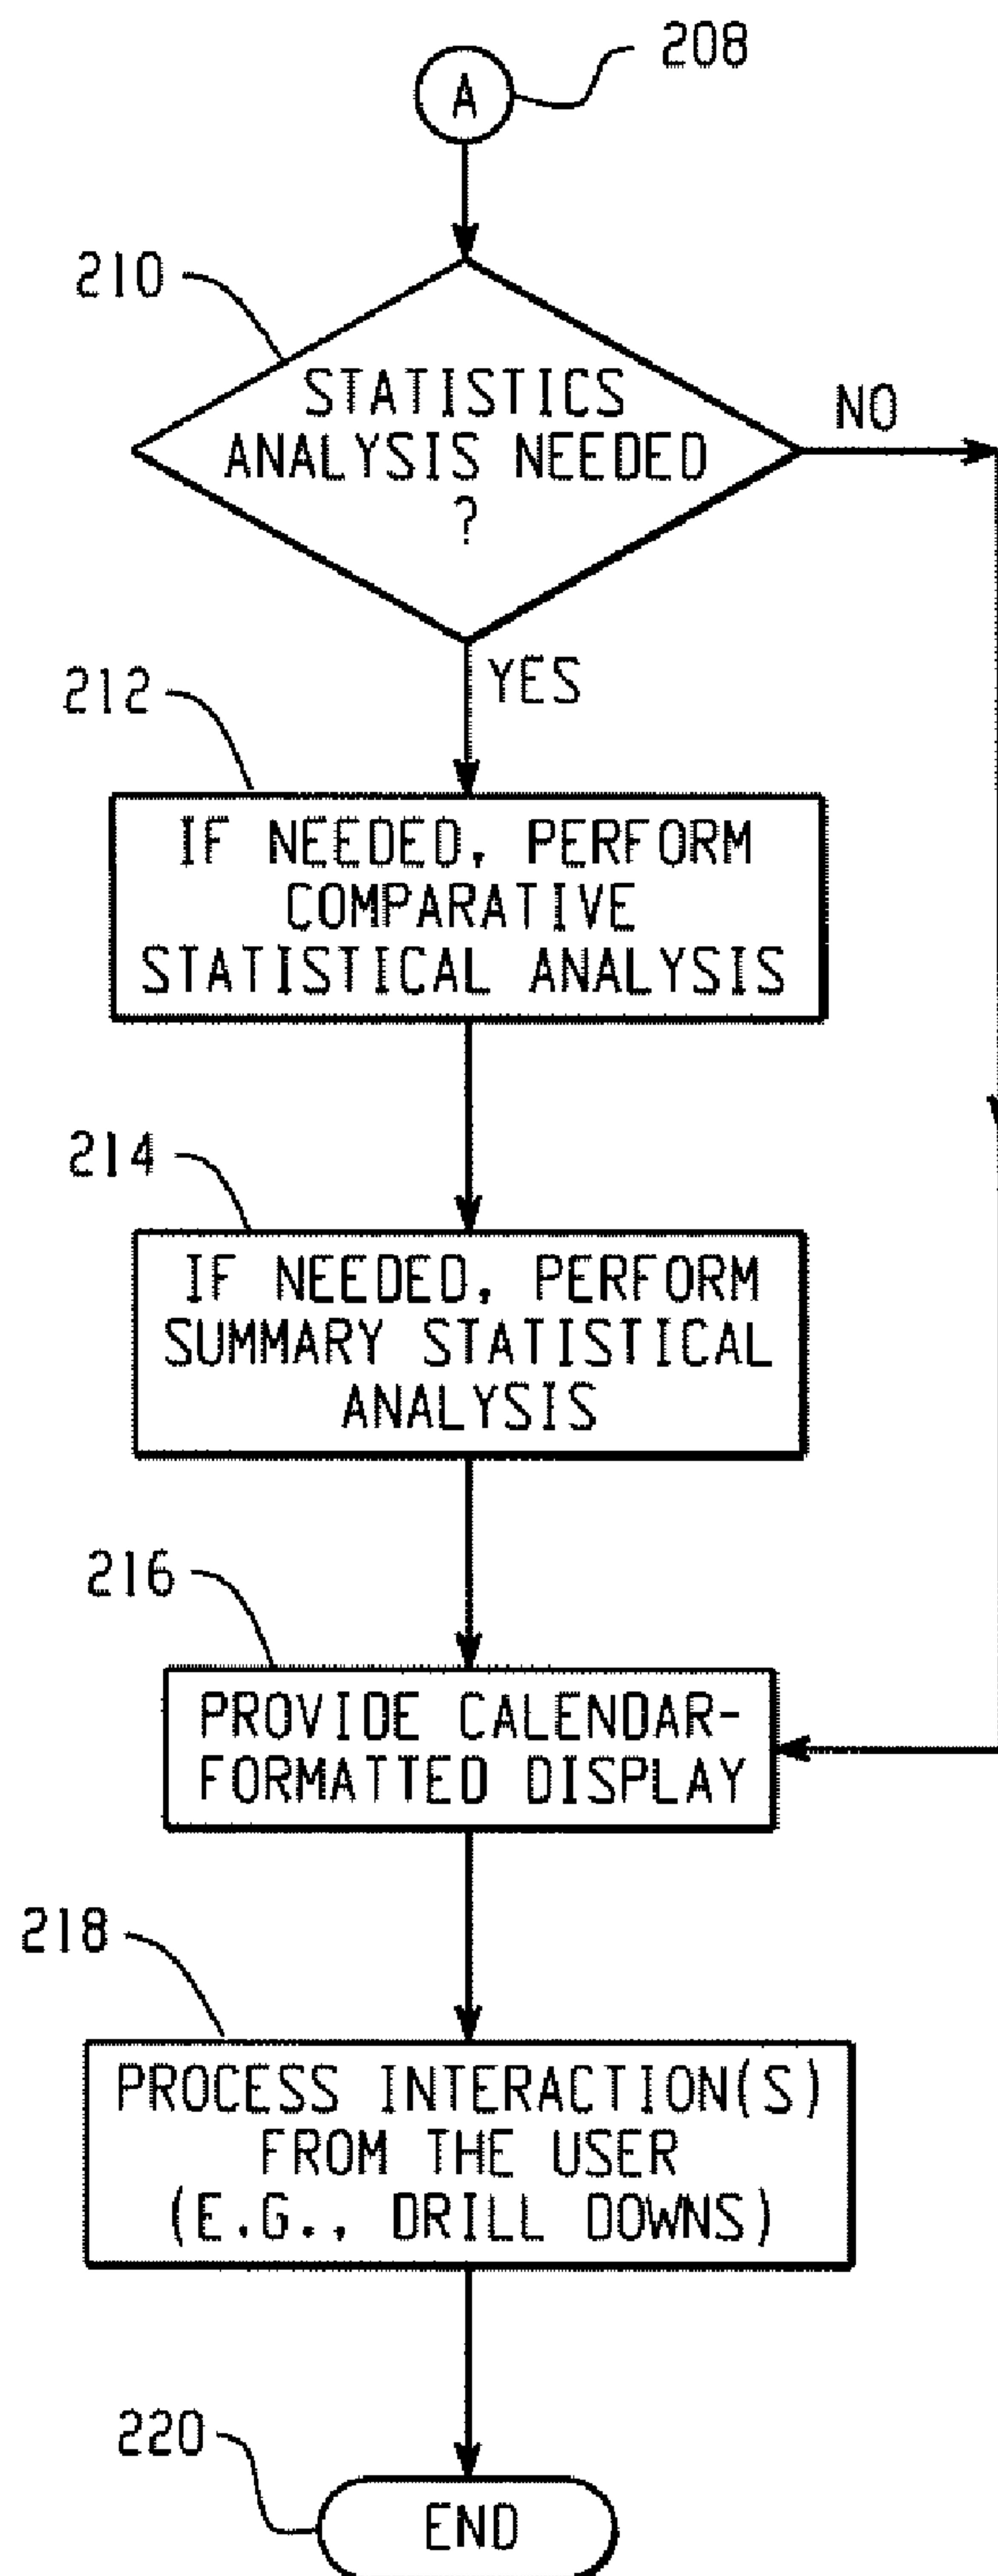 208
A
210
STATISTICS
ANALYSIS NEEDED
?
NO
YES
212
IF NEEDED, PERFORM
COMPARATIVE
STATISTICAL ANALYSIS
214
IF NEEDED, PERFORM
SUMMARY STATISTICAL
ANALYSIS
216
PROVIDE CALENDAR-
FORMATTED DISPLAY
218
PROCESS INTERACTION(S)
FROM THE USER
(E.G., DRILL DOWNS)
220
END